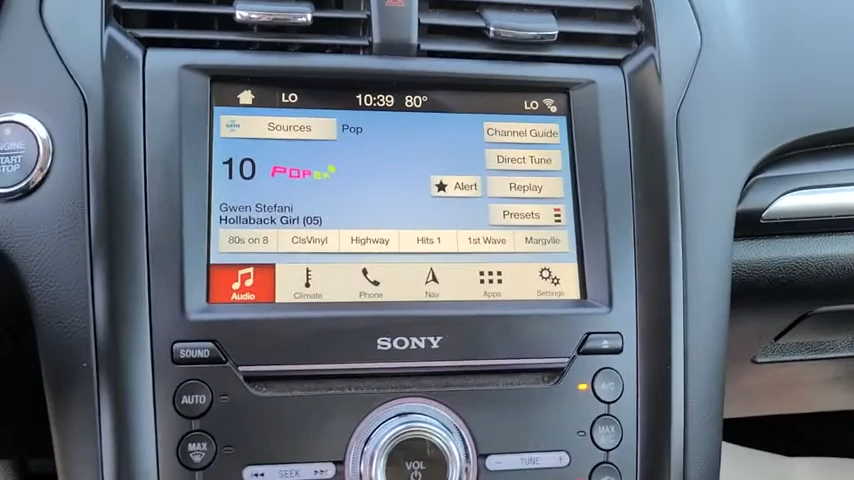 LO 10:39 80° LO
Sources Pop Channel Guide
Direct Tune
10 POP2K
Alert Replay
Presets
Gwen Stefani
Hollaback Girl (05)
80s on 8 ClsVinyl Highway Hits 1 1st Wave Margvlle
Audio Climate Phone Nav Apps Settings
ENGINE
START
STOP
SONY
SOUND
AUTO A/C
MAX MAX
A/C
VOL
SEEK TUNE +